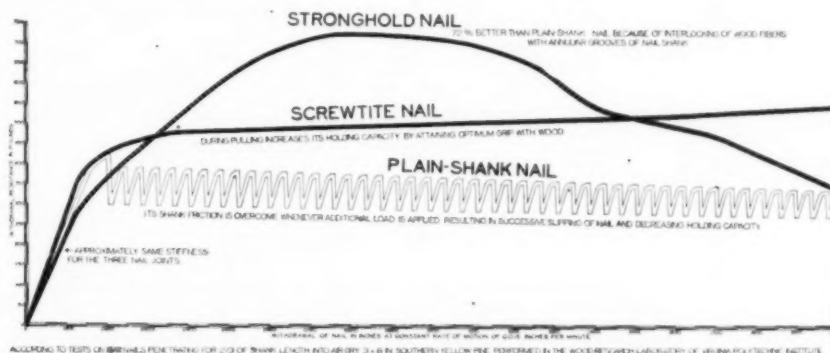 STRONGHOLD NAIL
70% BETTER THAN PLAIN-SHANK NAIL BECAUSE OF INTERLOCKING OF WOOD FIBERS
WITH ANNULAR GROOVES OF NAIL SHANK
SCREWTITE NAIL
DURING PULLING INCREASES ITS HOLDING CAPACITY BY ATTAINING OPTIMUM GRIP WITH WOOD
PLAIN-SHANK NAIL
ITS SHANK FRICTION IS OVERCOME WHENEVER ADDITIONAL LOAD IS APPLIED, RESULTING IN SUCCESSIVE SLIPPING OF NAIL AND DECREASING HOLDING CAPACITY
APPROXIMATELY SAME STIFFNESS
FOR THE THREE NAIL JOINTS
WITHDRAWAL OF NAIL IN INCHES AT CONSTANT RATE OF MOTION OF INCHES PER MINUTE
ACCORDING TO TESTS ON NAILS PENETRATING FOR 2/3 OF SHANK LENGTH INTO AIR DRY SOUTHERN YELLOW PINE PERFORMED IN THE WOOD RESEARCH LABORATORY OF VIRGINIA POLYTECHNIC INSTITUTE